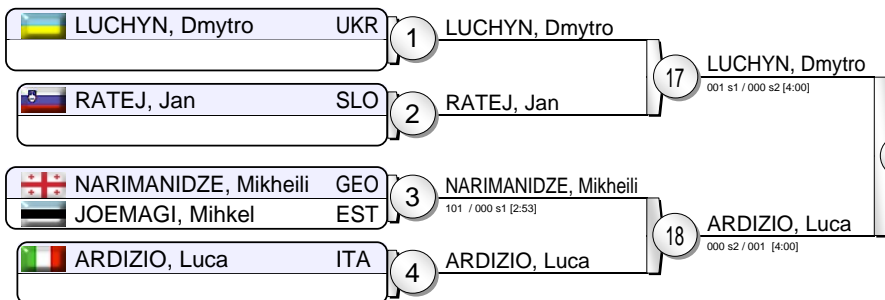 LUCHYN, Dmytro UKR
1
LUCHYN, Dmytro
17
LUCHYN, Dmytro
001 s1 / 000 s2 [4:00]
RATEJ, Jan SLO
2
RATEJ, Jan
NARIMANIDZE, Mikheili GEO
JOEMAGI, Mihkel EST
3
NARIMANIDZE, Mikheili
101 / 000 s1 [2:53]
18
ARDIZIO, Luca
000 s2 / 001 [4:00]
ARDIZIO, Luca ITA
4
ARDIZIO, Luca